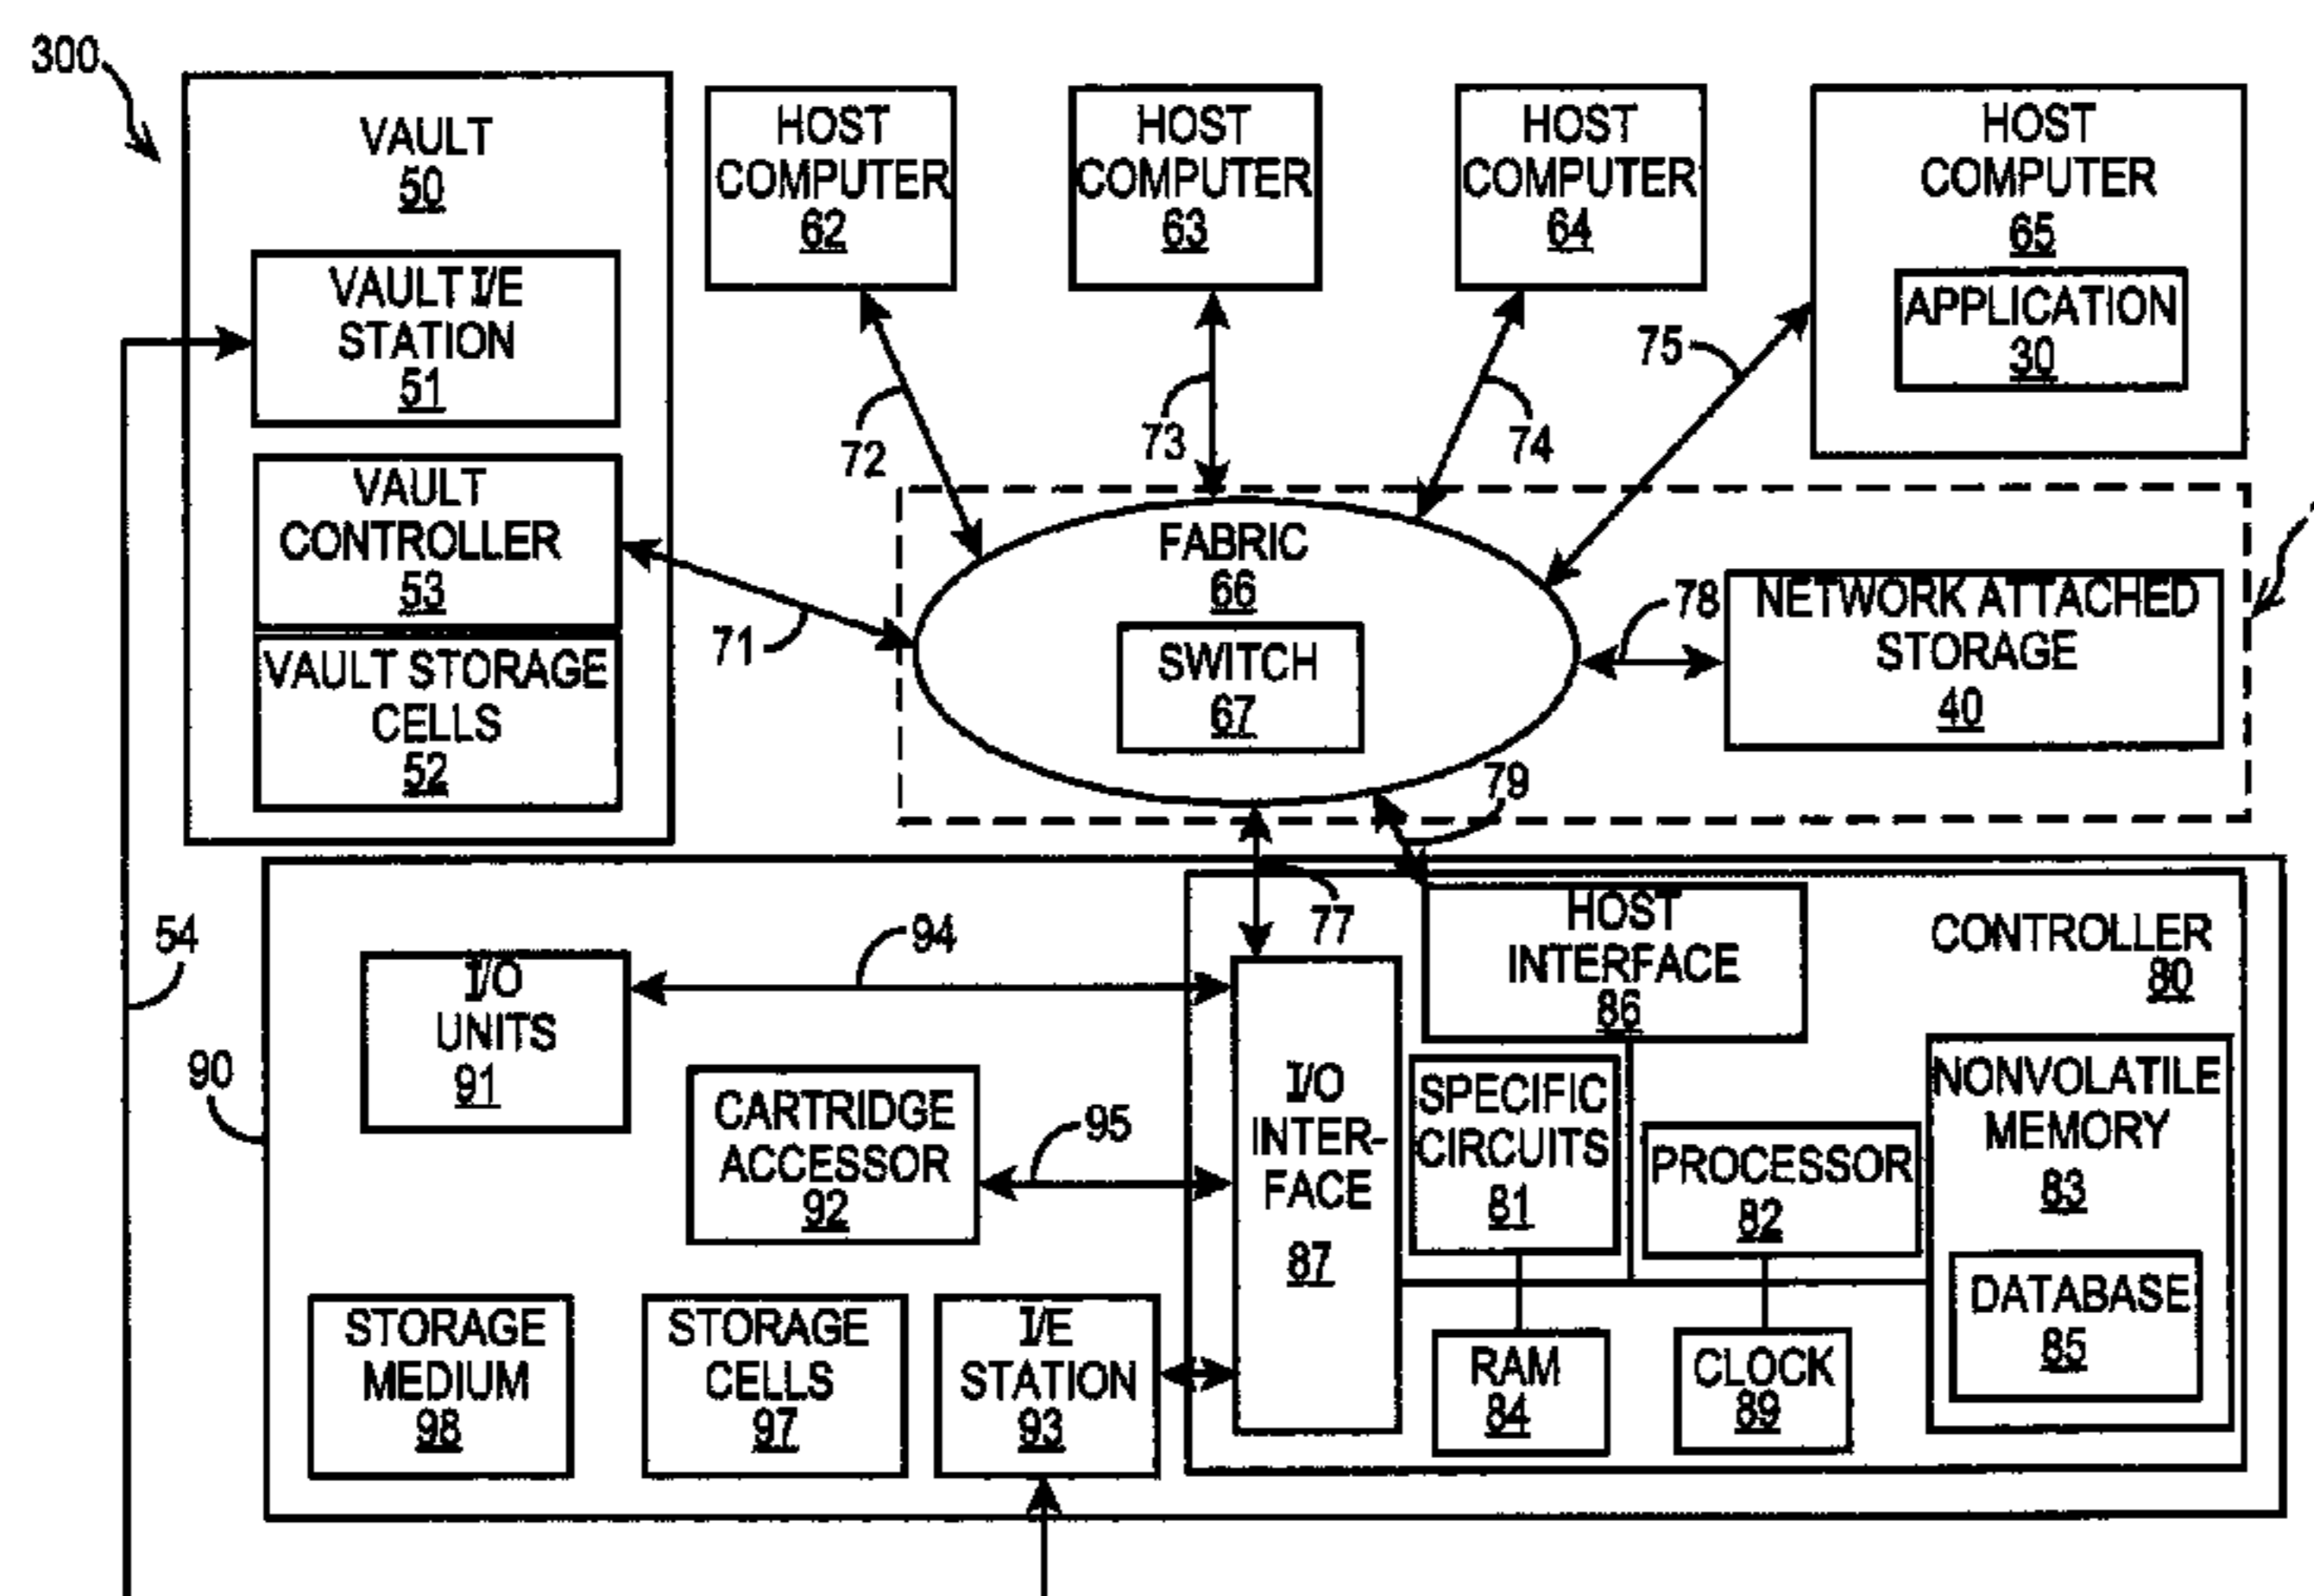 300
VAULT
50
VAULT I/E
STATION
51
VAULT
CONTROLLER
53
VAULT STORAGE
CELLS
52
HOST
COMPUTER
62
HOST
COMPUTER
63
HOST
COMPUTER
64
HOST
COMPUTER
65
APPLICATION
30
72
73
74
75
71
FABRIC
66
SWITCH
67
78
NETWORK ATTACHED
STORAGE
40
79
77
54
90
I/O
UNITS
91
94
CARTRIDGE
ACCESSOR
92
95
STORAGE
MEDIUM
98
STORAGE
CELLS
97
I/E
STATION
93
I/O
INTER-
FACE
87
HOST
INTERFACE
86
CONTROLLER
80
SPECIFIC
CIRCUITS
81
PROCESSOR
82
NONVOLATILE
MEMORY
83
DATABASE
85
RAM
84
CLOCK
89